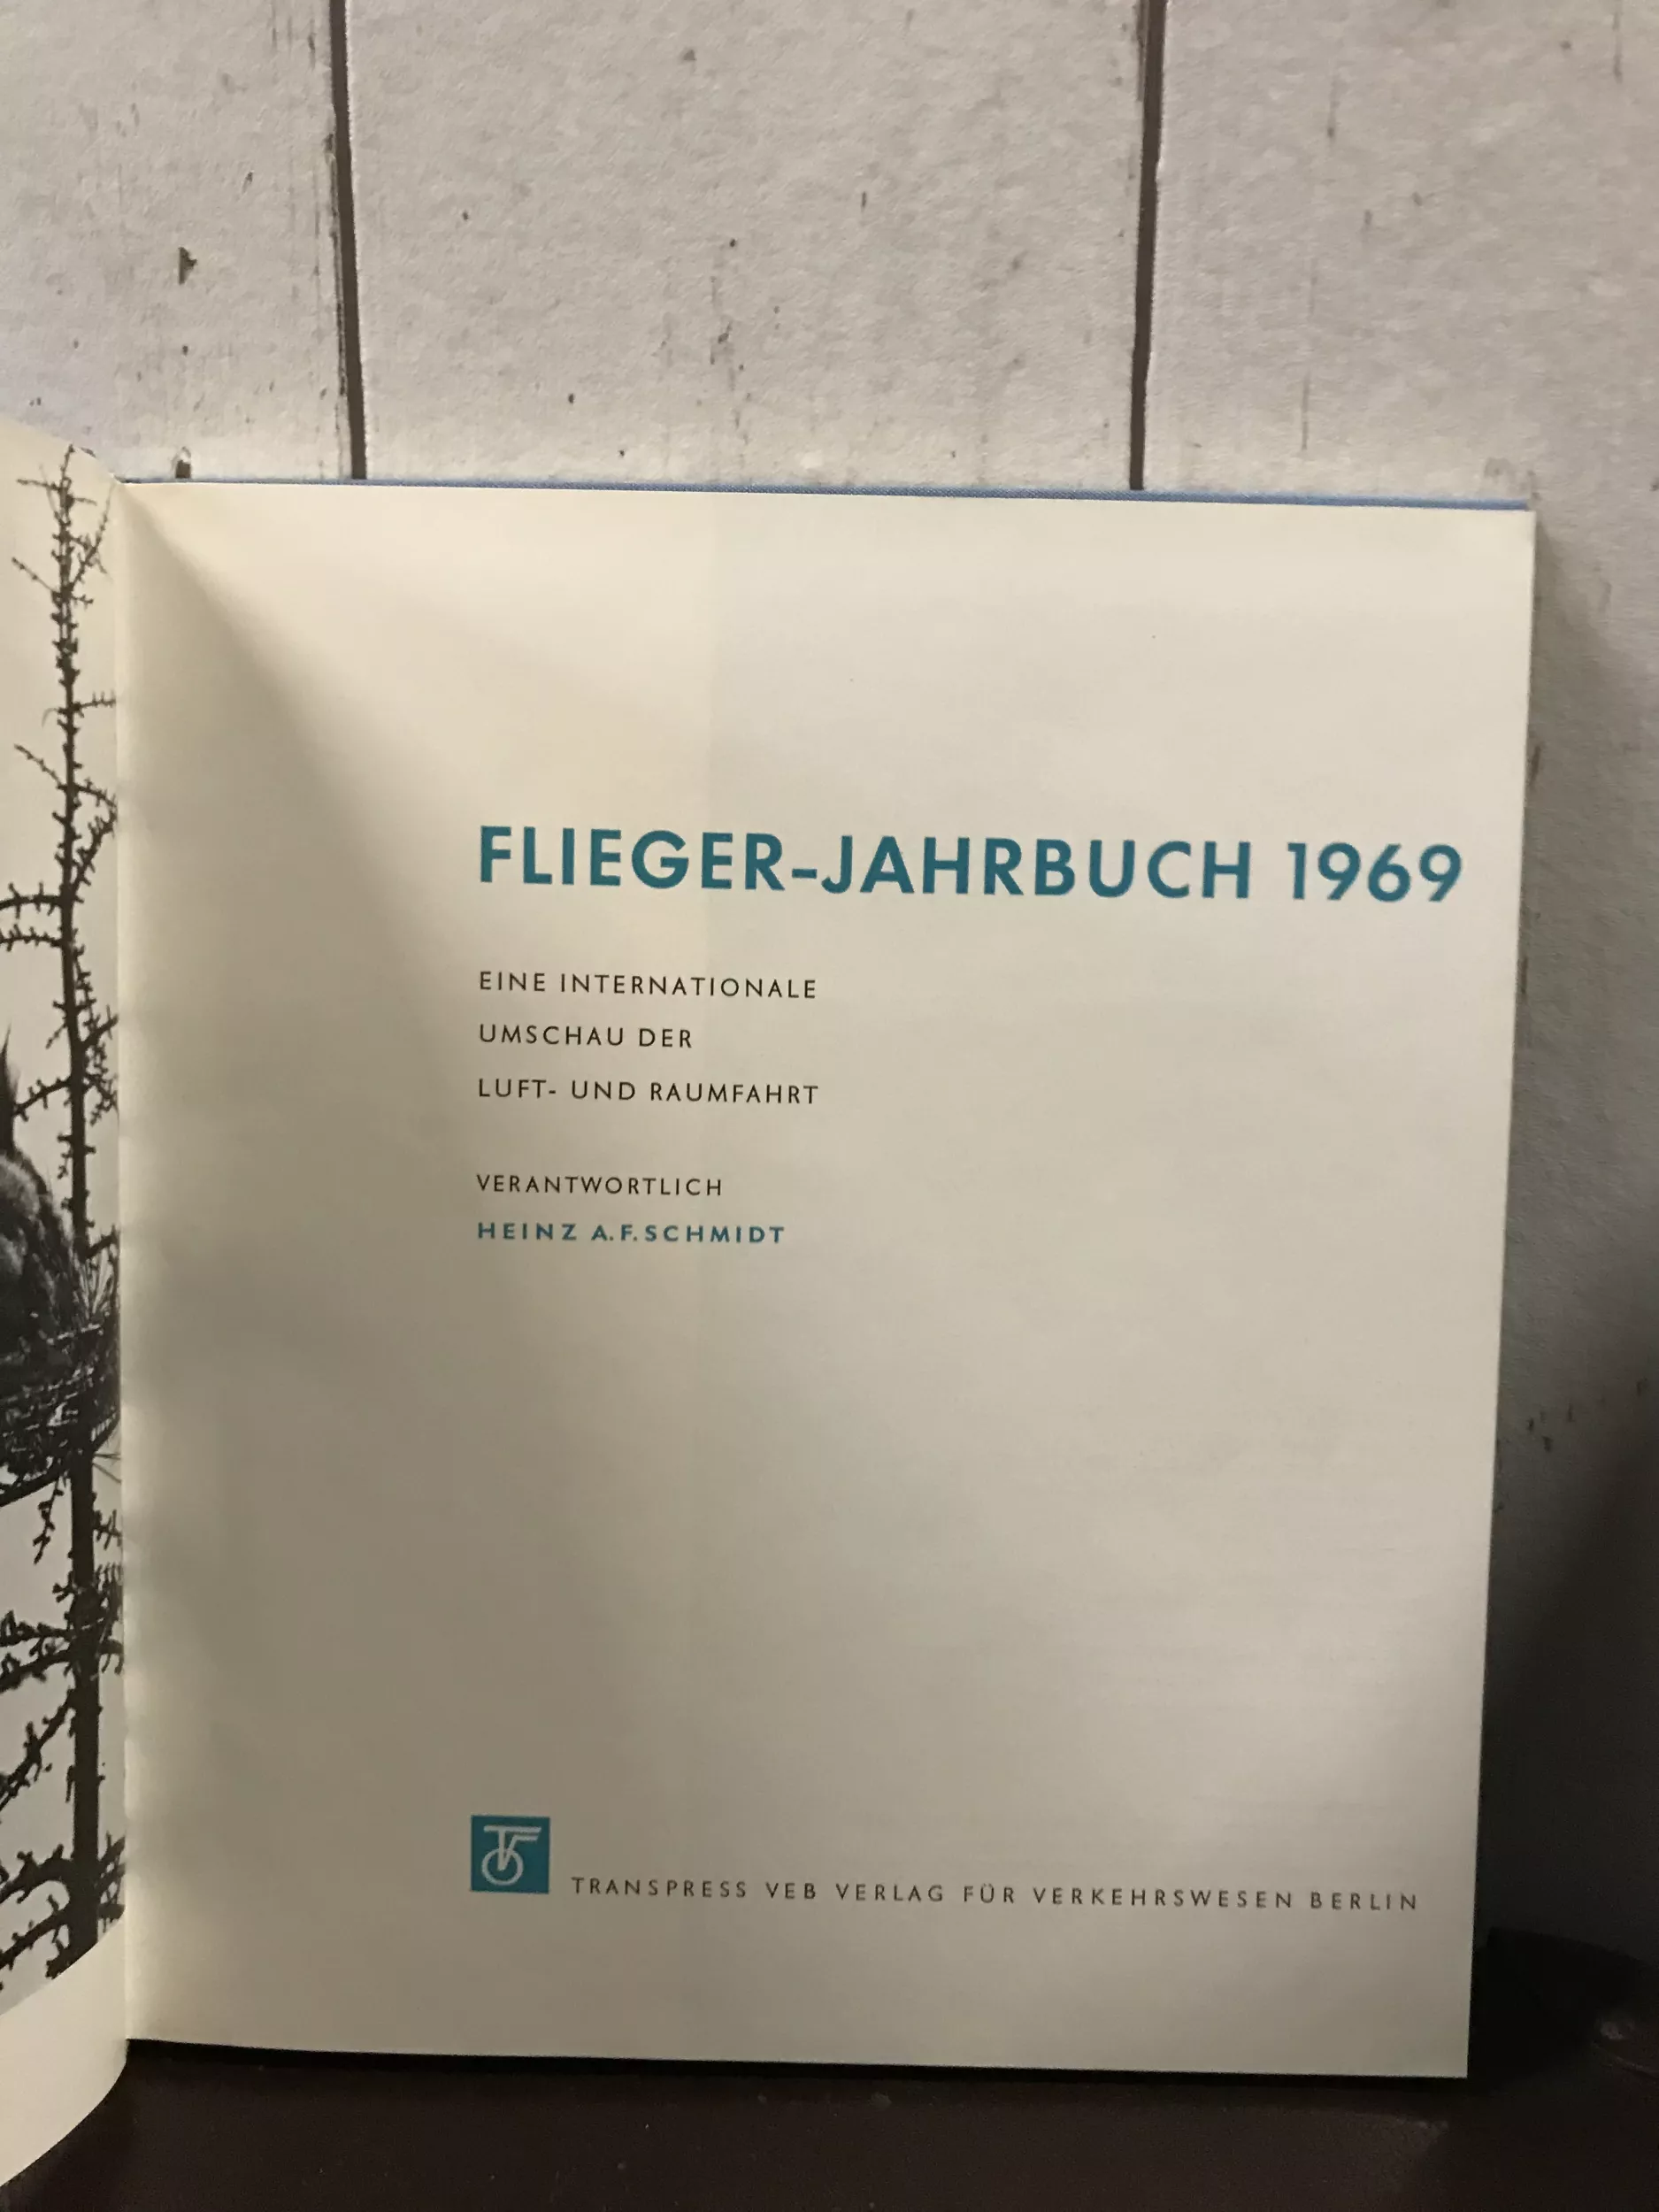 FLIEGER-JAHRBUCH 1969
EINE INTERNATIONALE
UMSCHAU DER
LUFT- UND RAUMFAHRT
VERANTWORTLICH
HEINZ A.F. SCHMIDT
TRANSPRESS VEB VERLAG FÜR VERKEHRSWESEN BERLIN